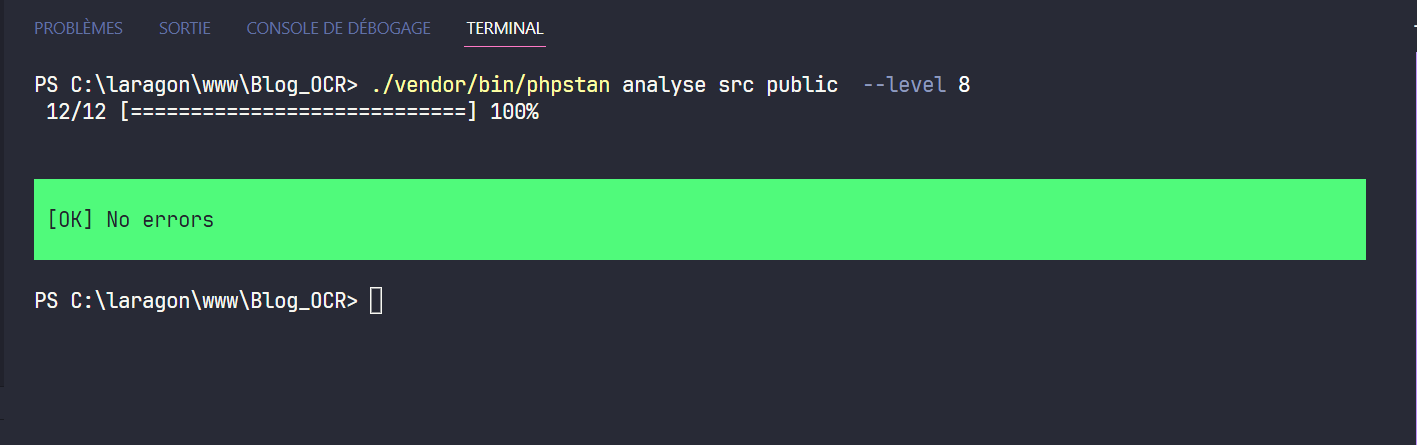 PROBLÈMES SORTIE CONSOLE DE DÉBOGAGE TERMINAL
PS C:\laragon\www\Blog_OCR> ./vendor/bin/phpstan analyse src public  --level 8
12/12 [============================] 100%
[OK] No errors
PS C:\laragon\www\Blog_OCR>